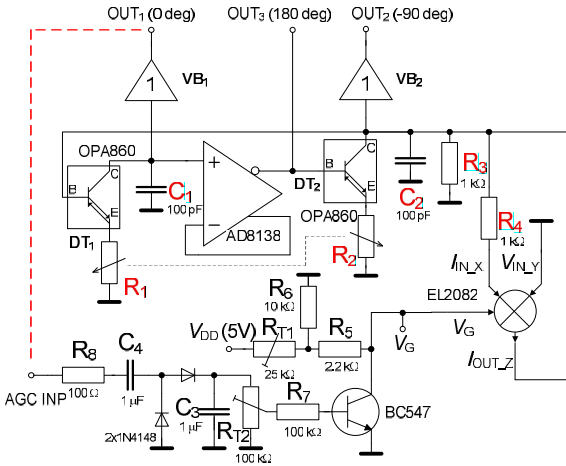 OUT1 (0 deg) OUT3 (180 deg) OUT2 (-90 deg)
1 VB1 1 VB2
OPA860
C
B
E
DT1
+
−
AD8138
C1
100 pF
DT2
C
B
E
OPA860
C2
100 pF
R3
1 kΩ
R4
1kΩ
R1
R2
IIN_X VIN_Y
EL2082
VG
IOUT_Z
R6
10 kΩ
VDD (5V) RT1
25 kΩ
R5
2.2 kΩ
VG
R8
100 Ω
C4
1 μF
AGC INP
2x1N4148
C3
1 μF
RT2
100 kΩ
R7
100 kΩ
BC547